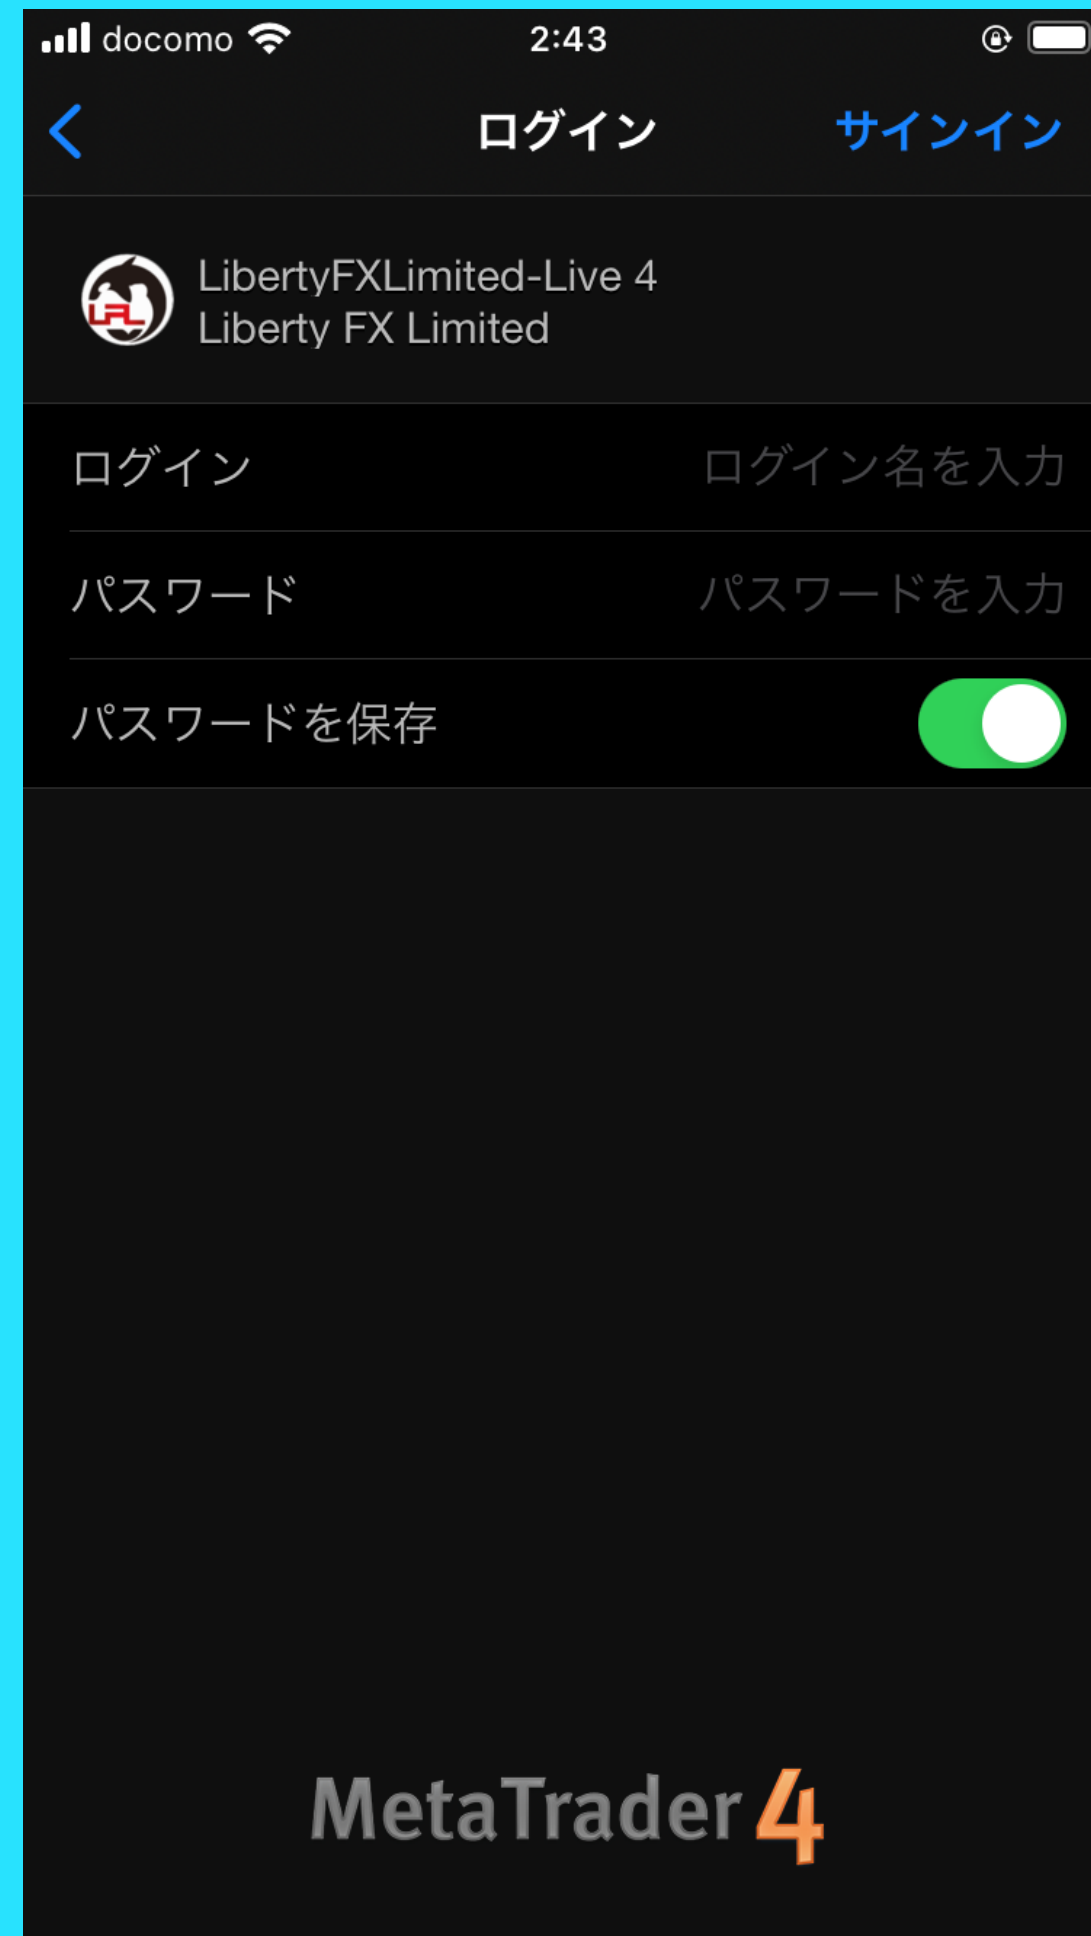 docomo 2:43
ログイン サインイン
LFL
LibertyFXLimited-Live 4
Liberty FX Limited
ログイン ログイン名を入力
パスワード パスワードを入力
パスワードを保存
MetaTrader 4